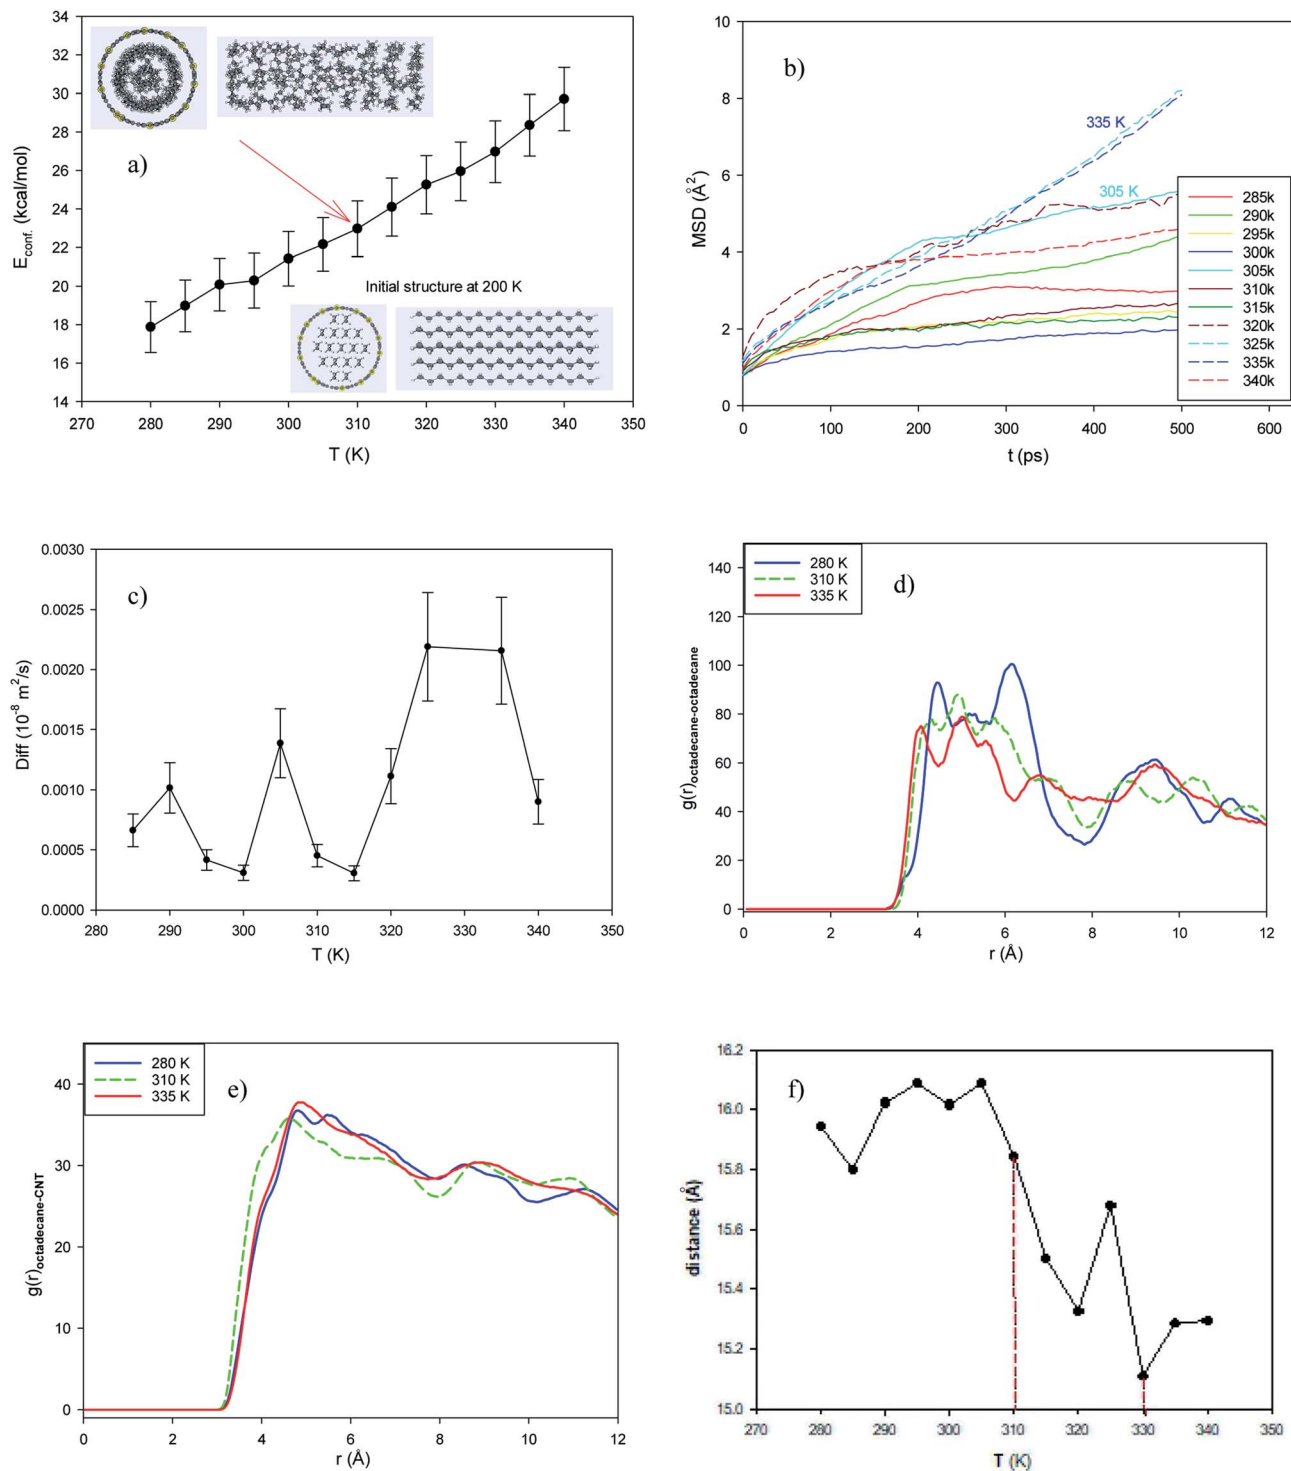 34
32
30
28
26
24
22
20
18
16
14
E conf. (kcal/mol)
a)
Initial structure at 200 K
270 280 290 300 310 320 330 340 350
T (K)
10
8
6
4
2
0
MSD (Å²)
b)
335 K
305 K
285k
290k
295k
300k
305k
310k
315k
320k
325k
335k
340k
0 100 200 300 400 500 600
t (ps)
0.0030
0.0025
0.0020
0.0015
0.0010
0.0005
0.0000
Diff (10⁻⁸ m²/s)
c)
280 290 300 310 320 330 340 350
T (K)
280 K
310 K
335 K
d)
140
120
100
80
60
40
20
0
g(r) octadecane-octadecane
0 2 4 6 8 10 12
r (Å)
280 K
310 K
335 K
e)
40
30
20
10
0
g(r) octadecane-CNT
0 2 4 6 8 10 12
r (Å)
16.2
16.0
15.8
15.6
15.4
15.2
15.0
distance (Å)
f)
270 280 290 300 310 320 330 340 350
T (K)